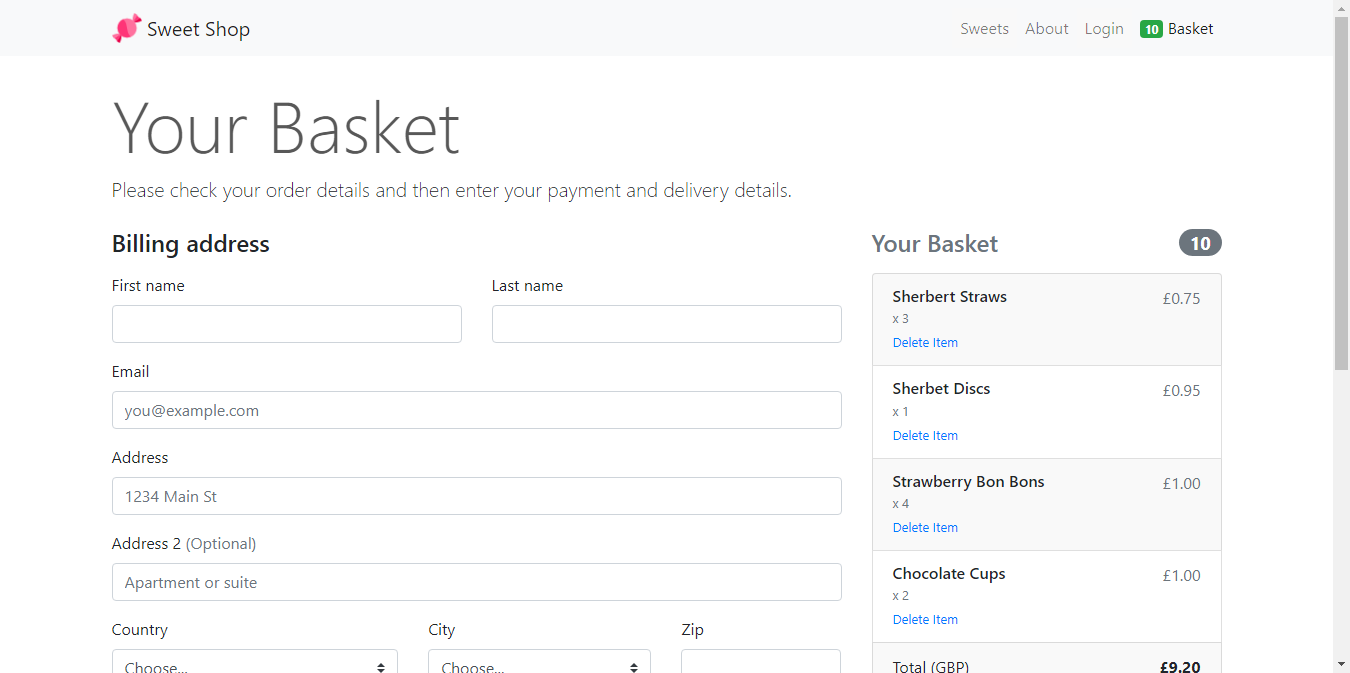 Sweet Shop
Sweets About Login 10 Basket
Your Basket
Please check your order details and then enter your payment and delivery details.
Billing address
First name Last name
Email
you@example.com
Address
1234 Main St
Address 2 (Optional)
Apartment or suite
Country City Zip
Choose... Choose...
Your Basket 10
Sherbert Straws £0.75
x 3
Delete Item
Sherbet Discs £0.95
x 1
Delete Item
Strawberry Bon Bons £1.00
x 4
Delete Item
Chocolate Cups £1.00
x 2
Delete Item
Total (GBP) £9.20